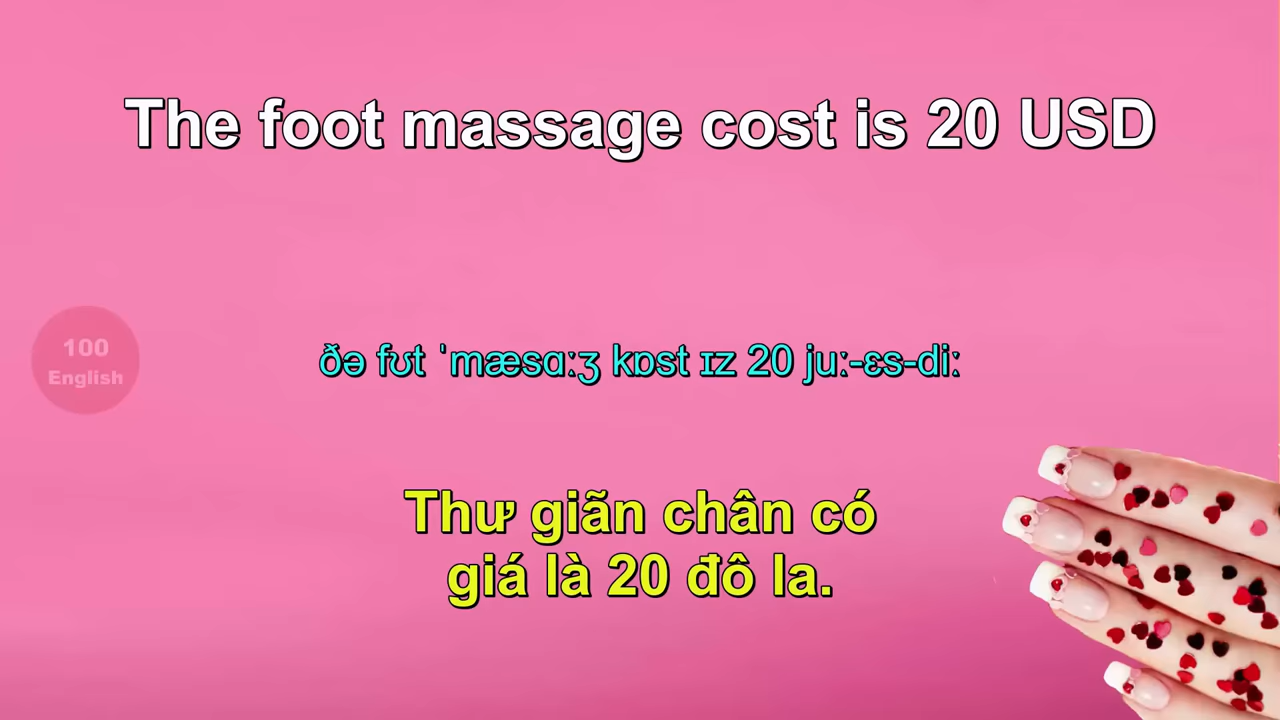 The foot massage cost is 20 USD
100
English
ðə fʊt ˈmæsɑːʒ kɒst ɪz 20 juː-ɛs-diː
Thư giãn chân có
giá là 20 đô la.